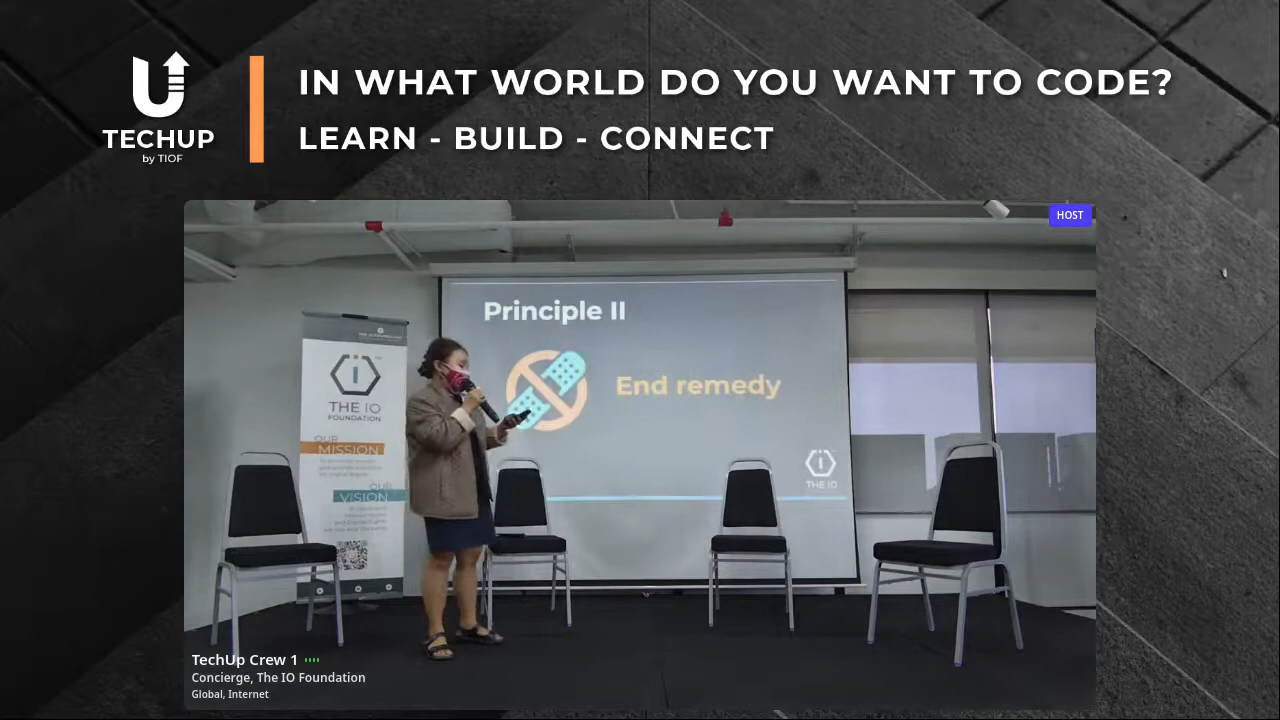 IN WHAT WORLD DO YOU WANT TO CODE?
LEARN - BUILD - CONNECT
TECHUP
by TIOF
HOST
Principle II
End remedy
THE IO
THE IO
FOUNDATION
OUR
MISSION
OUR
VISION
TechUp Crew 1
Concierge, The IO Foundation
Global, Internet